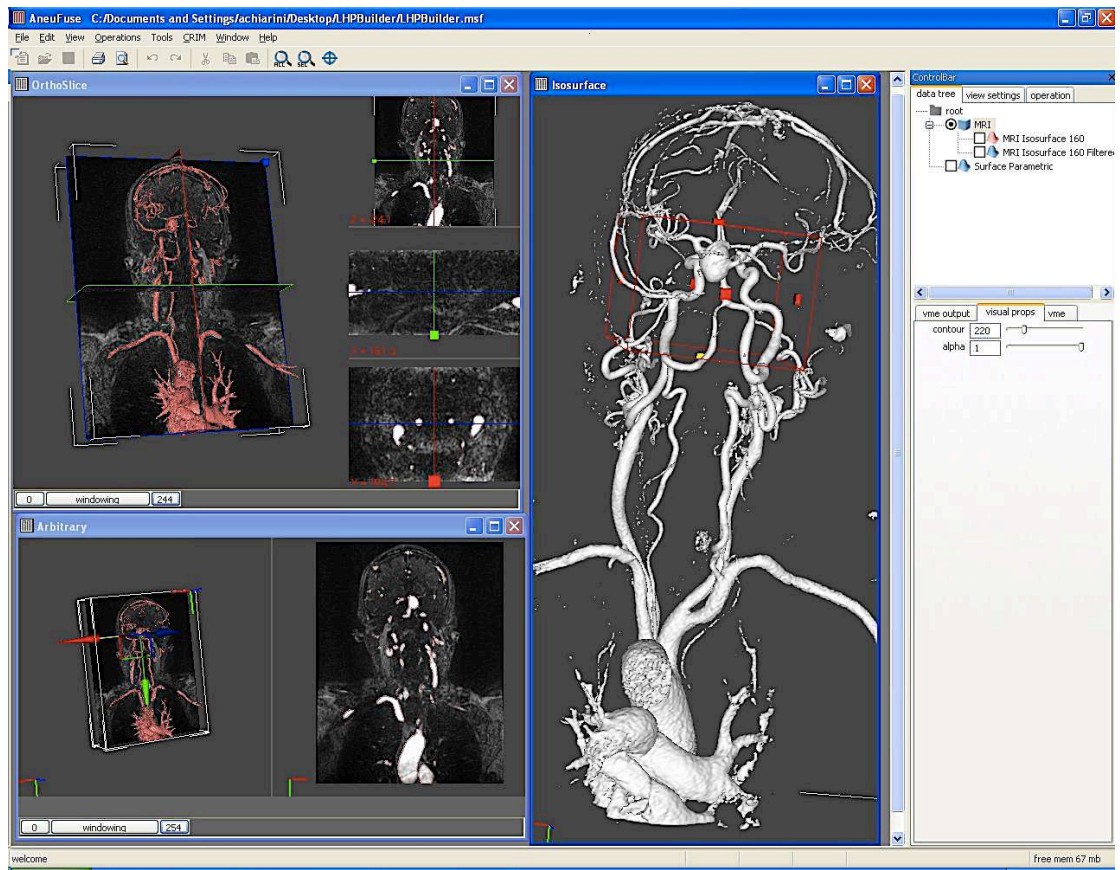 AneuFuse C:/Documents and Settings/achiarini/Desktop/LHPBuilder/LHPBuilder.msf
File Edit View Operations Tools CRIM Window Help
ALL SEL
OrthoSlice
0 windowing 244
Arbitrary
0 windowing 254
Isosurface
ControlBar
data tree view settings operation
root
MRI
MRI Isosurface 160
MRI Isosurface 160 Filtere
Surface Parametric
vme output visual props vme
contour 220
alpha 1
welcome free mem 67 mb